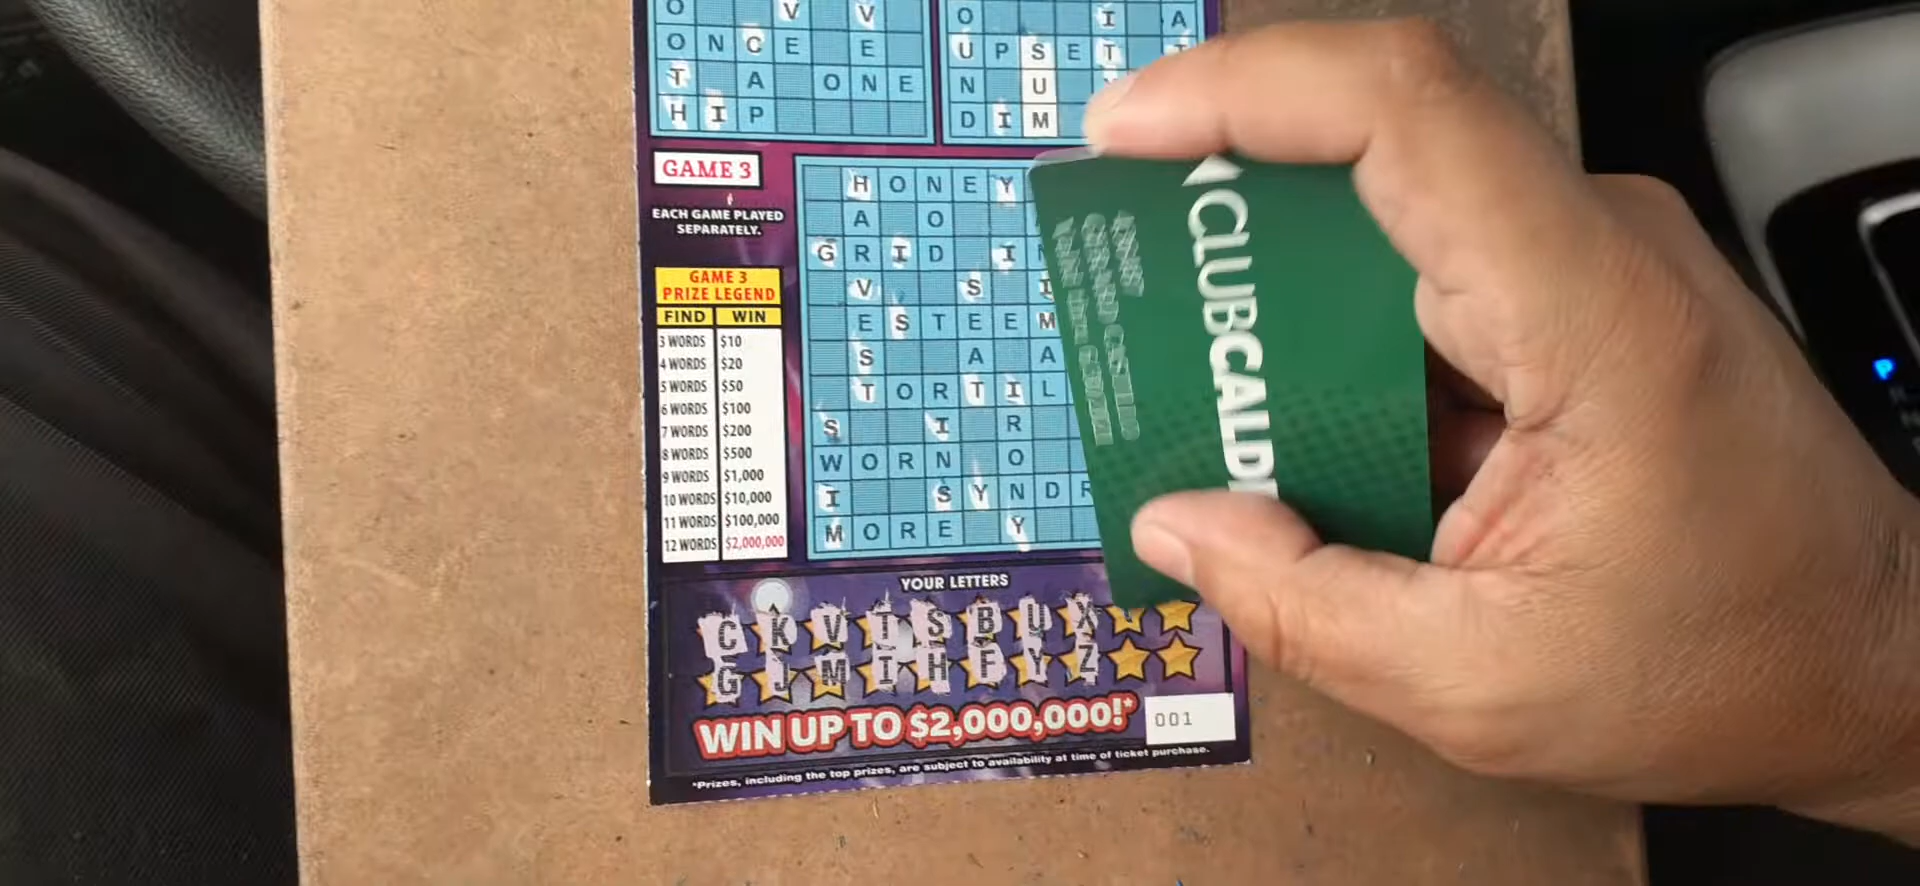 O V V
O N C E E
T A O N E
H I P
O I A
U P S E T
N U
D I M
GAME 3
EACH GAME PLAYED
SEPARATELY.
GAME 3
PRIZE LEGEND
FIND WIN
3 WORDS $10
4 WORDS $20
5 WORDS $50
6 WORDS $100
7 WORDS $200
8 WORDS $500
9 WORDS $1,000
10 WORDS $10,000
11 WORDS $100,000
12 WORDS $2,000,000
H O N E Y
A O
G R I D I N
V S I
E S T E E M
S A A
T O R T I L
S I R
W O R N O
I S Y N D R
M O R E Y
CLUBCALD
YOUR LETTERS
C K V T S B U X
G J M I H F Y Z
WIN UP TO $2,000,000!*
001
*Prizes, including the top prizes, are subject to availability at time of ticket purchase.
P